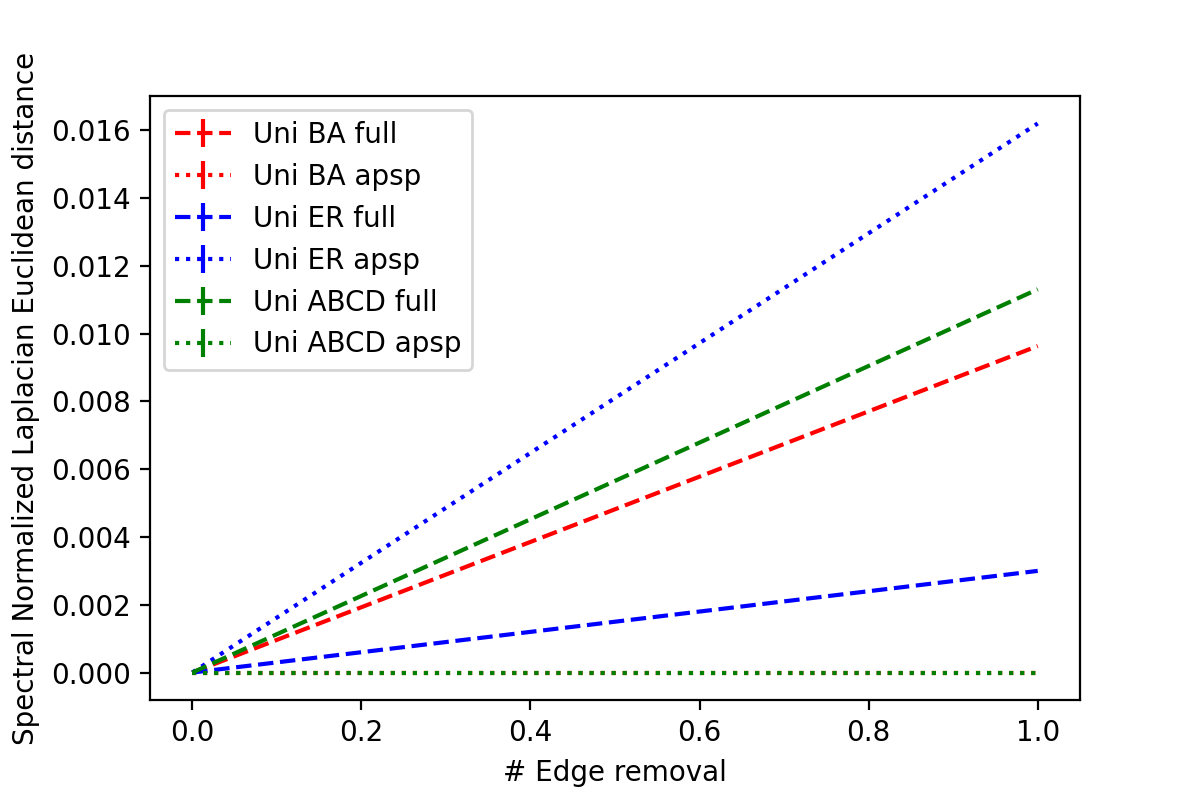 Spectral Normalized Laplacian Euclidean distance
0.016
0.014
0.012
0.010
0.008
0.006
0.004
0.002
0.000
Uni BA full
Uni BA apsp
Uni ER full
Uni ER apsp
Uni ABCD full
Uni ABCD apsp
0.0 0.2 0.4 0.6 0.8 1.0
# Edge removal